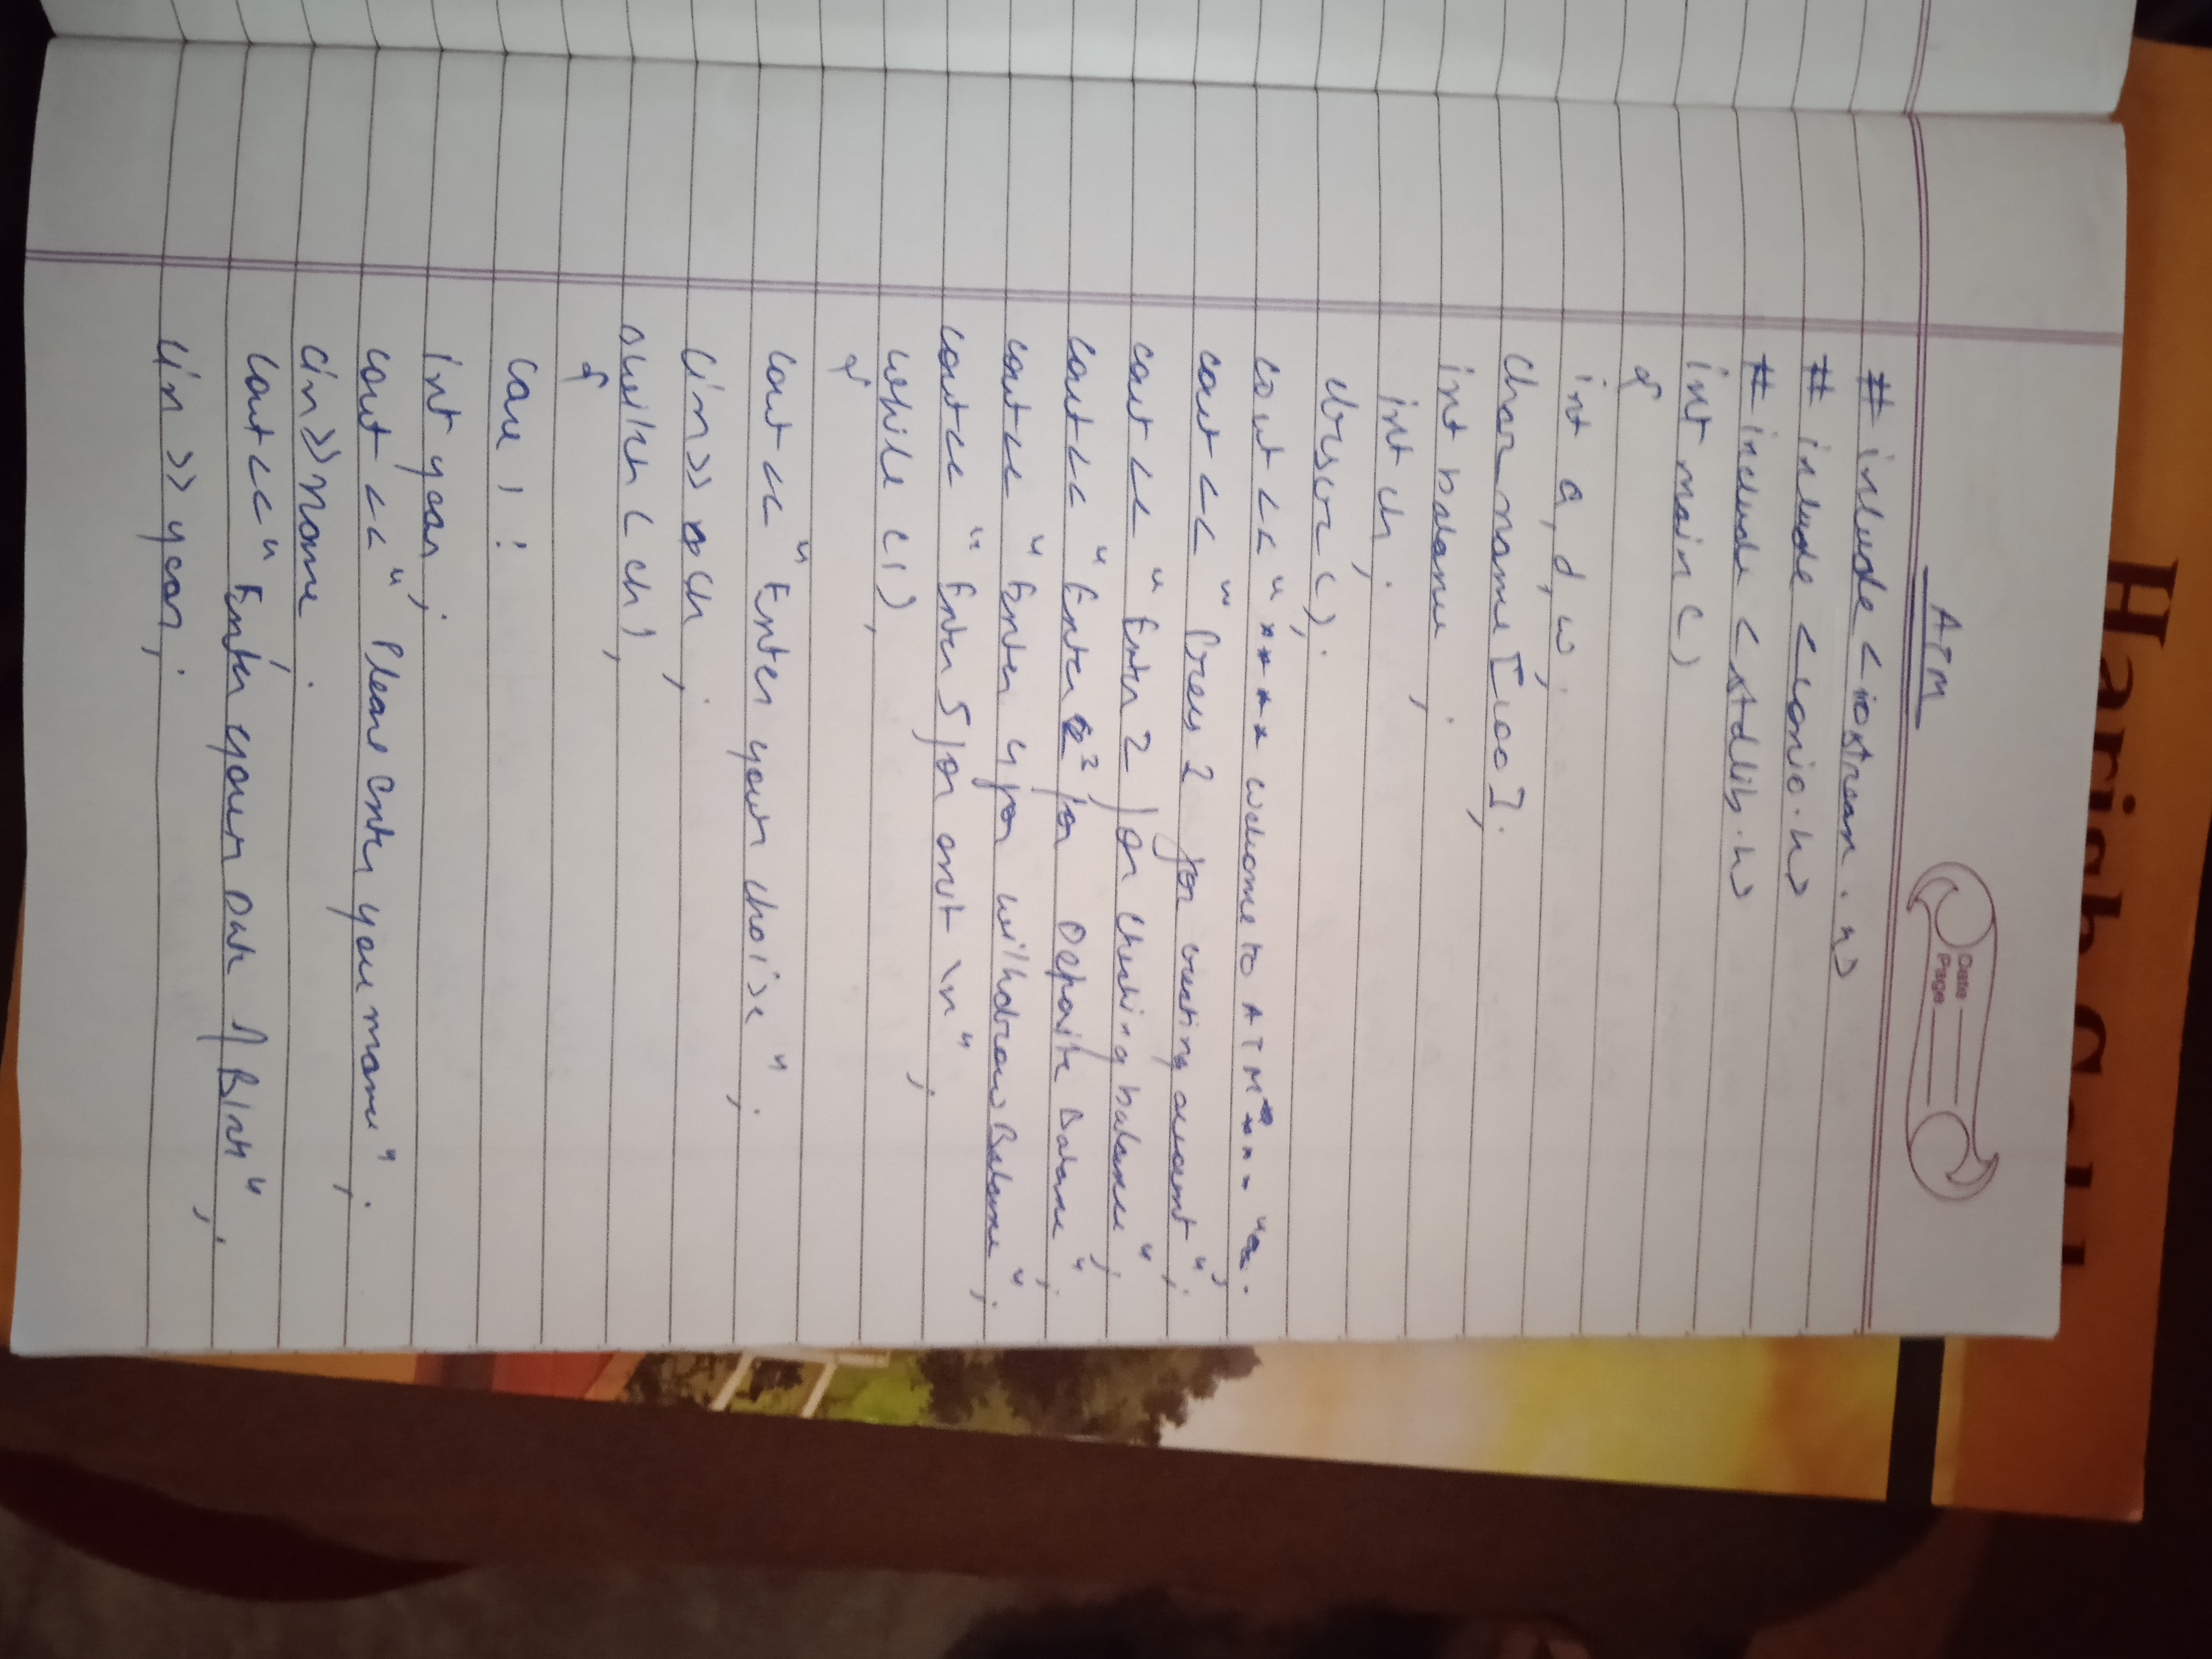 Harish C
Date
Page
ATM
# include <iostream.h>
# include <conio.h>
# include <stdlib.h>
int main()
{
int a, d, w;
char name [100];
int balance;
int ch;
clrscr();
cout << "**** Welcome to ATM****";
cout << "Press 1 for creating account";
cout << "Enter 2 for checking balance";
cout << "Enter 3 for Deposite Balance";
cout << "Enter 4 for withdraw Balance";
cout << "Enter 5 for exit \n";
while (1)
{
cout << "Enter your choise";
cin >> ch;
switch (ch)
{
case 1:
int year;
cout << "Please enter your name";
cin >> name;
cout << "Enter your Date of Birth";
cin >> year;